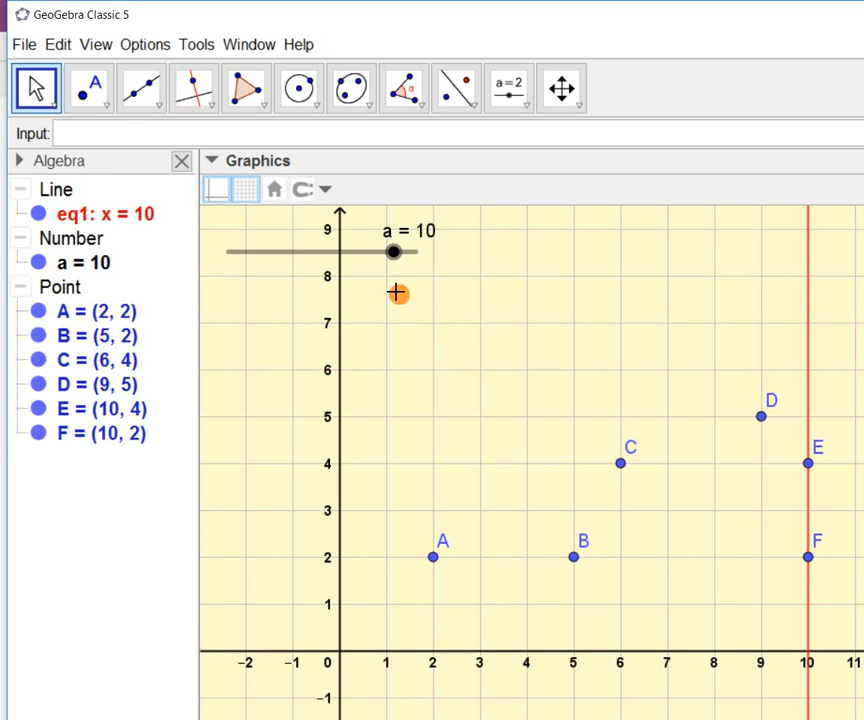 GeoGebra Classic 5
File Edit View Options Tools Window Help
A α a=2
Input:
Algebra
Graphics
Line
eq1: x = 10
Number
a = 10
Point
A = (2, 2)
B = (5, 2)
C = (6, 4)
D = (9, 5)
E = (10, 4)
F = (10, 2)
a = 10
9
8
7
6
5
4
3
2
1
−1
D
C
E
A
B
F
−2 −1 0 1 2 3 4 5 6 7 8 9 10 11